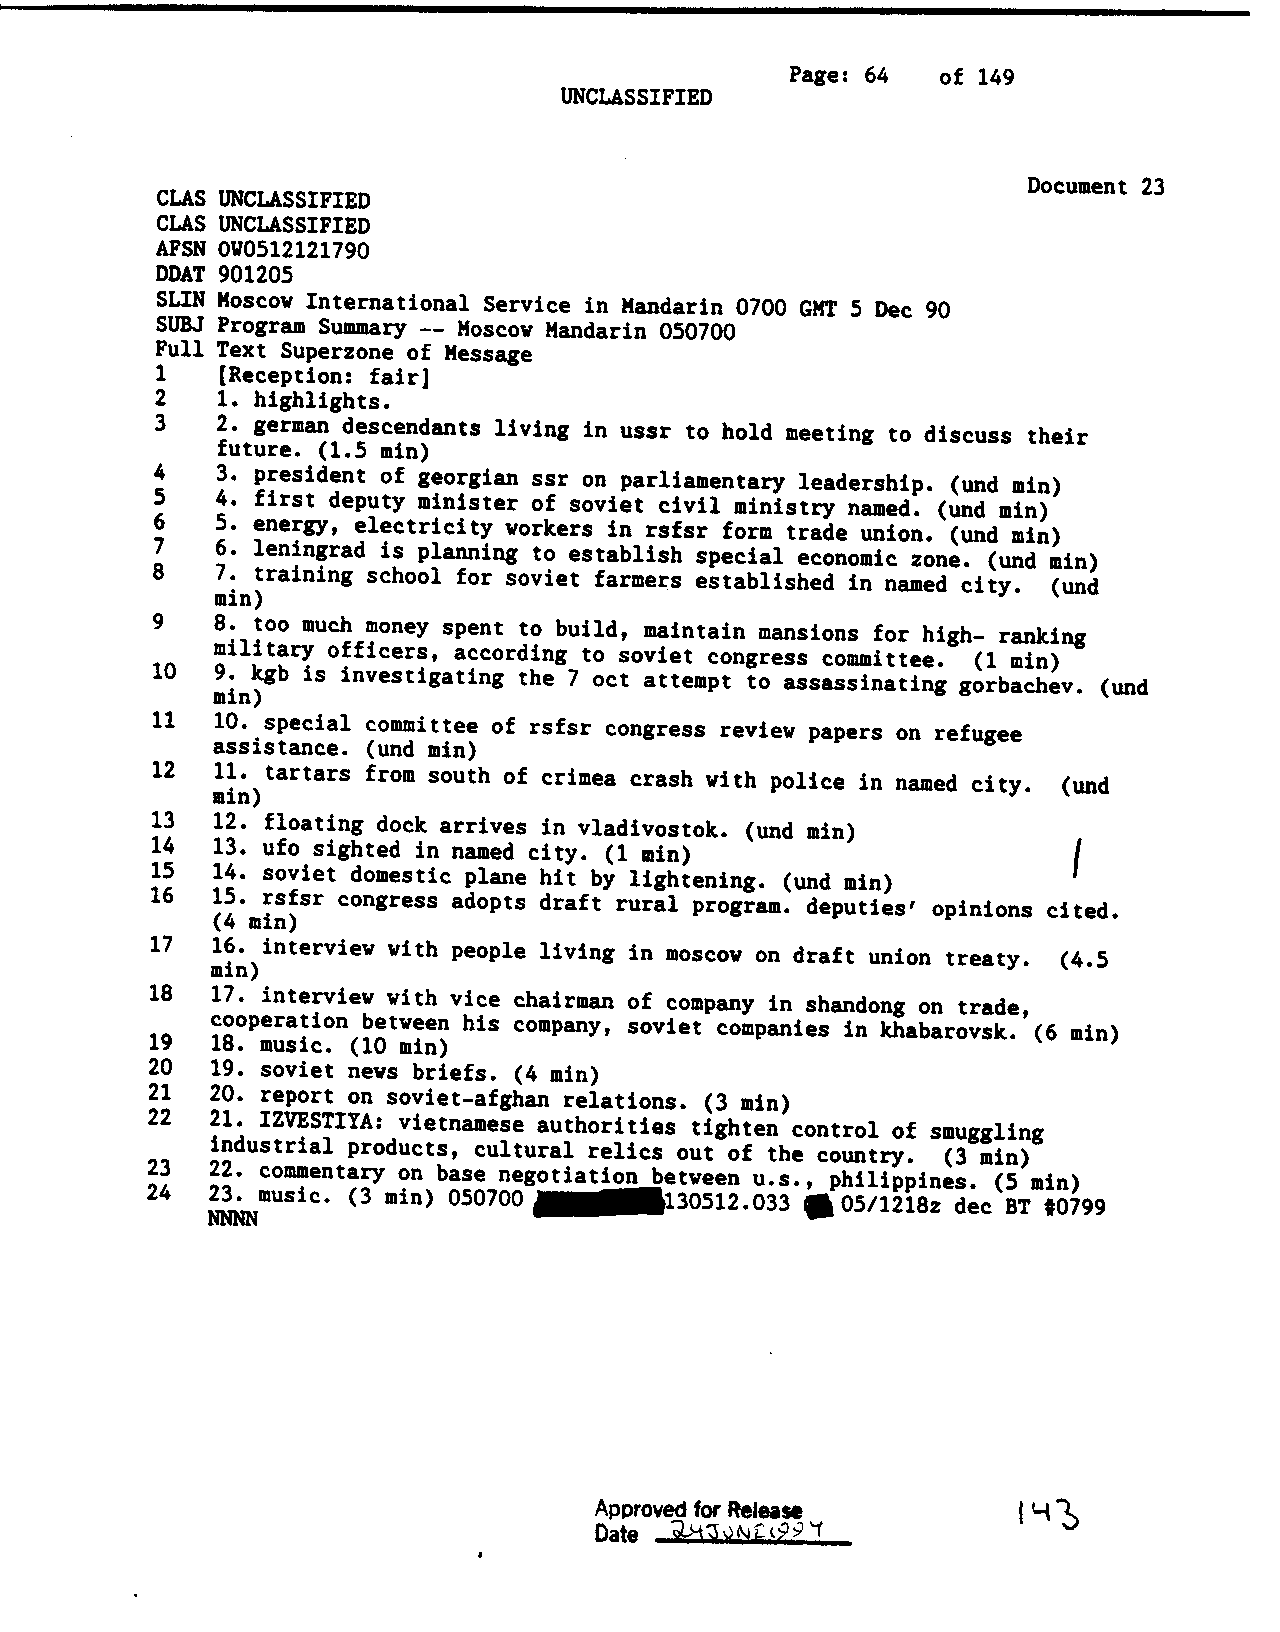 Page: 64 of 149
UNCLASSIFIED
Document 23
CLAS UNCLASSIFIED
CLAS UNCLASSIFIED
AFSN OW0512121790
DDAT 901205
SLIN Moscow International Service in Mandarin 0700 GMT 5 Dec 90
SUBJ Program Summary -- Moscow Mandarin 050700
Full Text Superzone of Message
1 [Reception: fair]
2 1. highlights.
3 2. german descendants living in ussr to hold meeting to discuss their
future. (1.5 min)
4 3. president of georgian ssr on parliamentary leadership. (und min)
5 4. first deputy minister of soviet civil ministry named. (und min)
6 5. energy, electricity workers in rsfsr form trade union. (und min)
7 6. leningrad is planning to establish special economic zone. (und min)
8 7. training school for soviet farmers established in named city. (und
min)
9 8. too much money spent to build, maintain mansions for high- ranking
military officers, according to soviet congress committee. (1 min)
10 9. kgb is investigating the 7 oct attempt to assassinating gorbachev. (und
min)
11 10. special committee of rsfsr congress review papers on refugee
assistance. (und min)
12 11. tartars from south of crimea crash with police in named city. (und
min)
13 12. floating dock arrives in vladivostok. (und min)
14 13. ufo sighted in named city. (1 min)
15 14. soviet domestic plane hit by lightening. (und min)
16 15. rsfsr congress adopts draft rural program. deputies' opinions cited.
(4 min)
17 16. interview with people living in moscow on draft union treaty. (4.5
min)
18 17. interview with vice chairman of company in shandong on trade,
cooperation between his company, soviet companies in khabarovsk. (6 min)
19 18. music. (10 min)
20 19. soviet news briefs. (4 min)
21 20. report on soviet-afghan relations. (3 min)
22 21. IZVESTIYA: vietnamese authorities tighten control of smuggling
industrial products, cultural relics out of the country. (3 min)
23 22. commentary on base negotiation between u.s., philippines. (5 min)
24 23. music. (3 min) 050700 130512.033 05/1218z dec BT #0799
NNNN
Approved for Release
Date 24 JUNE 1994
143